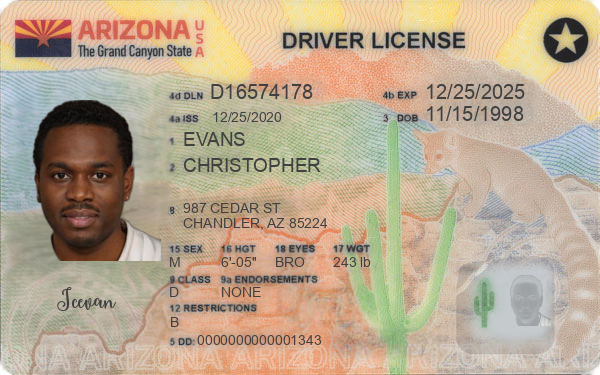 ARIZONA USA
The Grand Canyon State
DRIVER LICENSE
4d DLN D16574178
4b EXP 12/25/2025
4a ISS 12/25/2020
3 DOB 11/15/1998
1 EVANS
2 CHRISTOPHER
8 987 CEDAR ST
CHANDLER, AZ 85224
15 SEX 16 HGT 18 EYES 17 WGT
M 6'-05" BRO 243 lb
9 CLASS 9a ENDORSEMENTS
D NONE
12 RESTRICTIONS
B
Jeevan
5 DD: 0000000000001343
ARIZONA ARIZONA ARIZONA ARIZONA